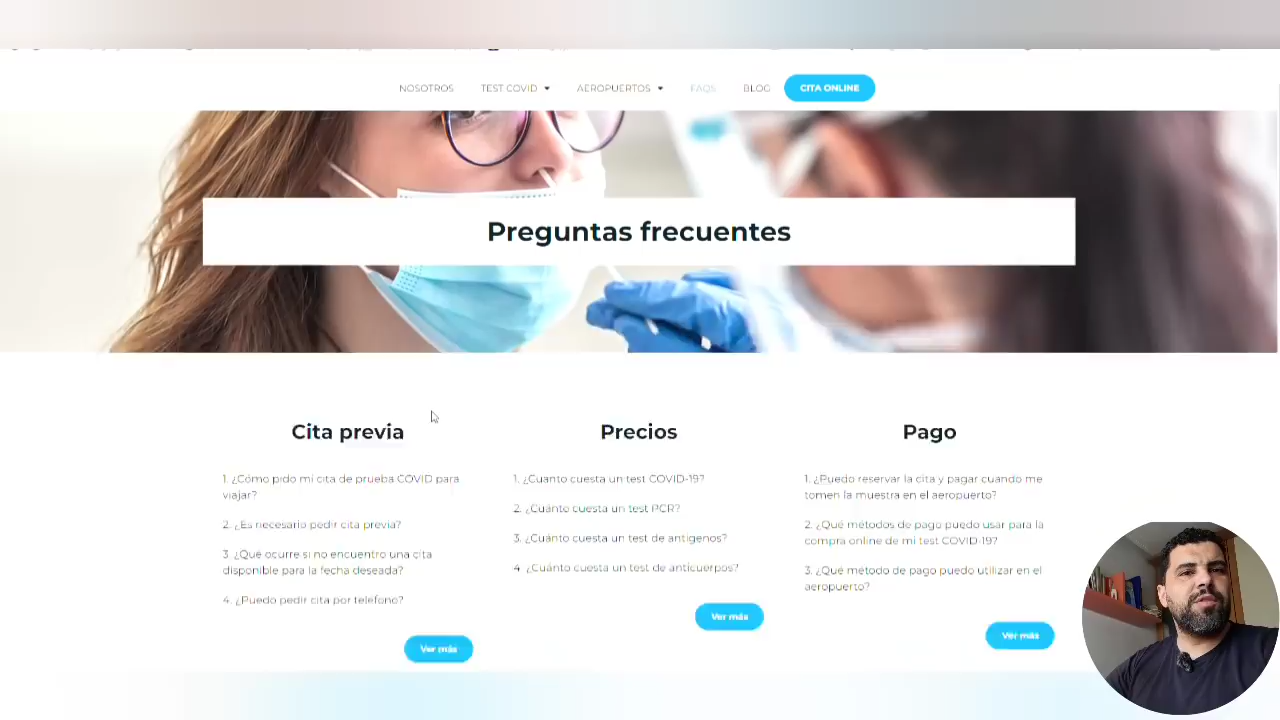 NOSOTROS TEST COVID AEROPUERTOS FAQS BLOG CITA ONLINE
Preguntas frecuentes
Cita previa
1. ¿Cómo pido mi cita de prueba COVID para
viajar?
2. ¿Es necesario pedir cita previa?
3. ¿Qué ocurre si no encuentro una cita
disponible para la fecha deseada?
4. ¿Puedo pedir cita por teléfono?
Ver más
Precios
1. ¿Cuánto cuesta un test COVID-19?
2. ¿Cuánto cuesta un test PCR?
3. ¿Cuánto cuesta un test de antígenos?
4. ¿Cuánto cuesta un test de anticuerpos?
Ver más
Pago
1. ¿Puedo reservar la cita y pagar cuando me
tomen la muestra en el aeropuerto?
2. ¿Qué métodos de pago puedo usar para la
compra online de mi test COVID-19?
3. ¿Qué método de pago puedo utilizar en el
aeropuerto?
Ver más